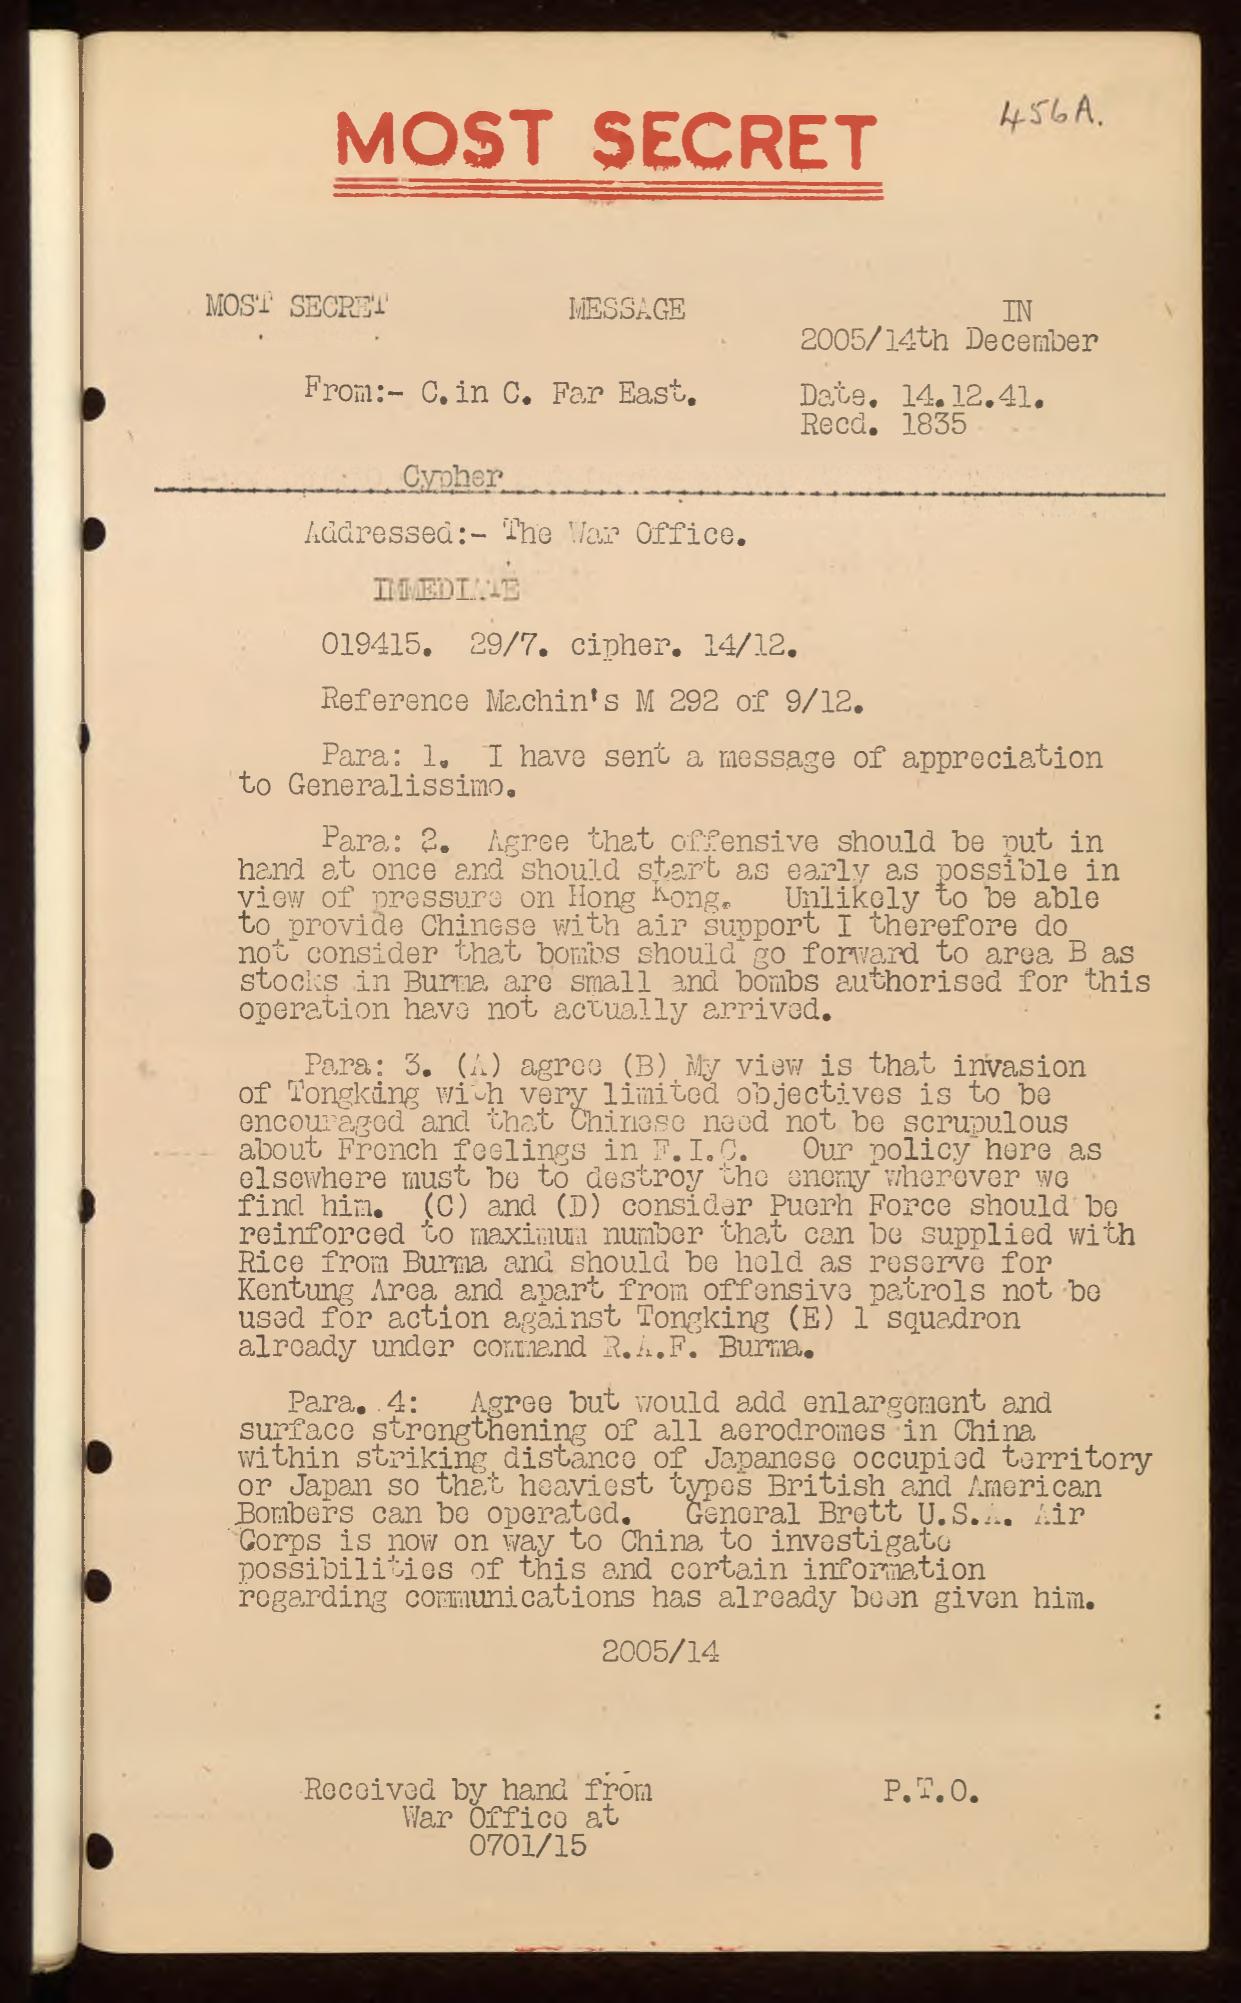 456A.
MOST SECRET
MOST SECRET MESSAGE IN
2005/14th December
From:- C.in C. Far East. Date. 14.12.41.
Recd. 1835
Cypher
Addressed:- The War Office.
IMMEDIATE
019415. 29/7. cipher. 14/12.
Reference Machin's M 292 of 9/12.
Para: 1. I have sent a message of appreciation
to Generalissimo.
Para: 2. Agree that offensive should be put in
hand at once and should start as early as possible in
view of pressure on Hong Kong. Unlikely to be able
to provide Chinese with air support I therefore do
not consider that bombs should go forward to area B as
stocks in Burma are small and bombs authorised for this
operation have not actually arrived.
Para: 3. (A) agree (B) My view is that invasion
of Tongking with very limited objectives is to be
encouraged and that Chinese need not be scrupulous
about French feelings in F.I.C. Our policy here as
elsewhere must be to destroy the enemy wherever we
find him. (C) and (D) consider Puerh Force should be
reinforced to maximum number that can be supplied with
Rice from Burma and should be held as reserve for
Kentung Area and apart from offensive patrols not be
used for action against Tongking (E) 1 squadron
already under command R.A.F. Burma.
Para. 4: Agree but would add enlargement and
surface strengthening of all aerodromes in China
within striking distance of Japanese occupied territory
or Japan so that heaviest types British and American
Bombers can be operated. General Brett U.S.A. Air
Corps is now on way to China to investigate
possibilities of this and certain information
regarding communications has already been given him.
2005/14
Received by hand from P.T.O.
War Office at
0701/15